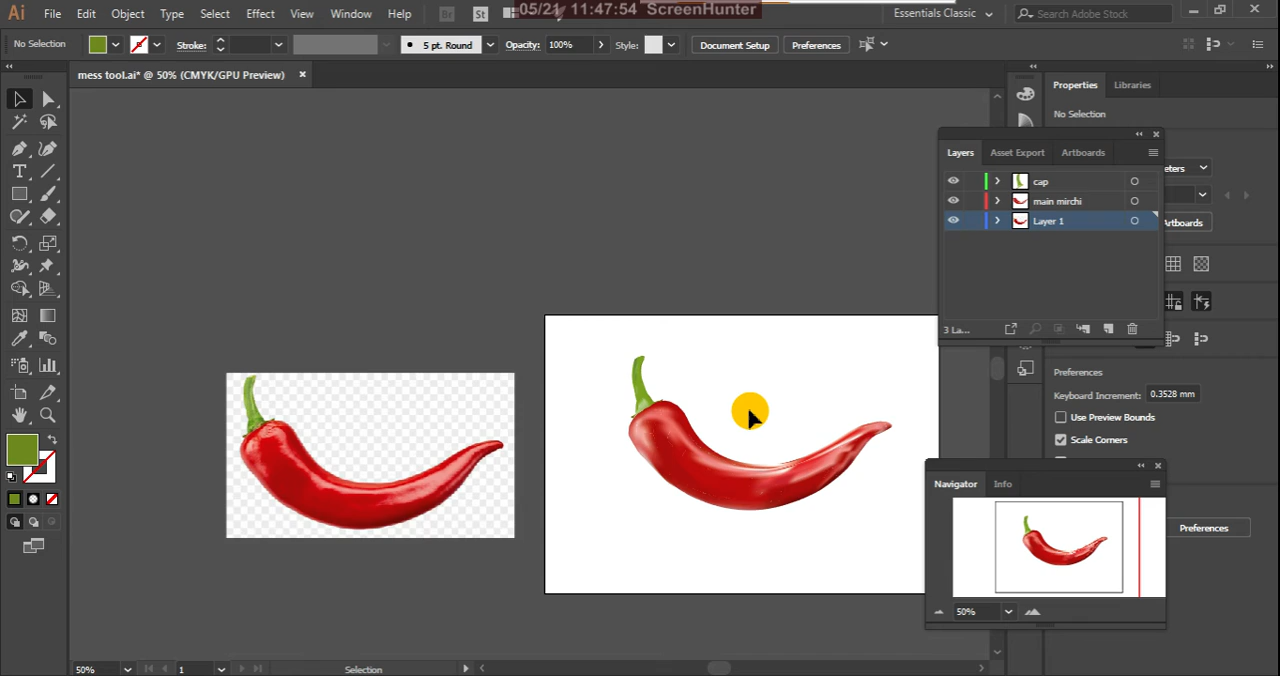 Ai File Edit Object Type Select Effect View Window Help Br St 05/21 11:47:54 ScreenHunter Essentials Classic Search Adobe Stock
No Selection Stroke: 5 pt. Round Opacity: 100% Style: Document Setup Preferences
mess tool.ai* @ 50% (CMYK/GPU Preview)
Properties Libraries
No Selection
Layers Asset Export Artboards
cap
main mirchi
Layer 1
3 La...
eters
Artboards
Preferences
Keyboard Increment: 0.3528 mm
Use Preview Bounds
Scale Corners
Navigator Info
Preferences
50%
50% 1 Selection